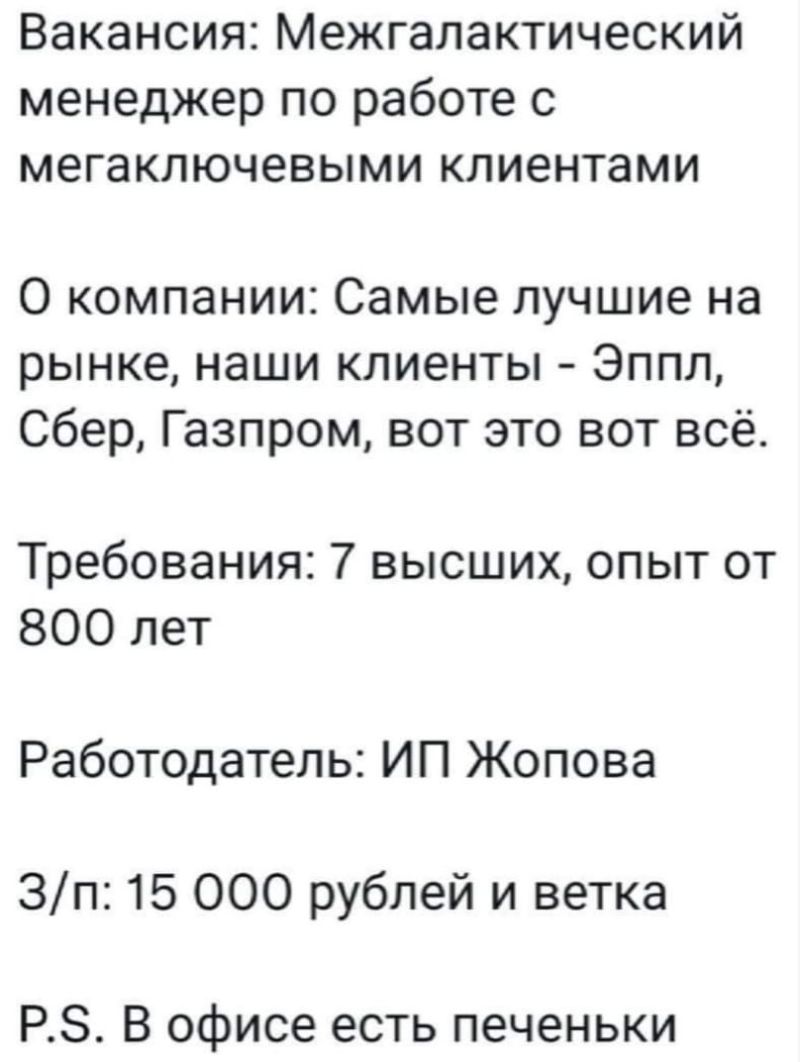 Вакансия: Межгалактический
менеджер по работе с
мегаключевыми клиентами
О компании: Самые лучшие на
рынке, наши клиенты - Эппл,
Сбер, Газпром, вот это вот всё.
Требования: 7 высших, опыт от
800 лет
Работодатель: ИП Жопова
З/п: 15 000 рублей и ветка
P.S. В офисе есть печеньки